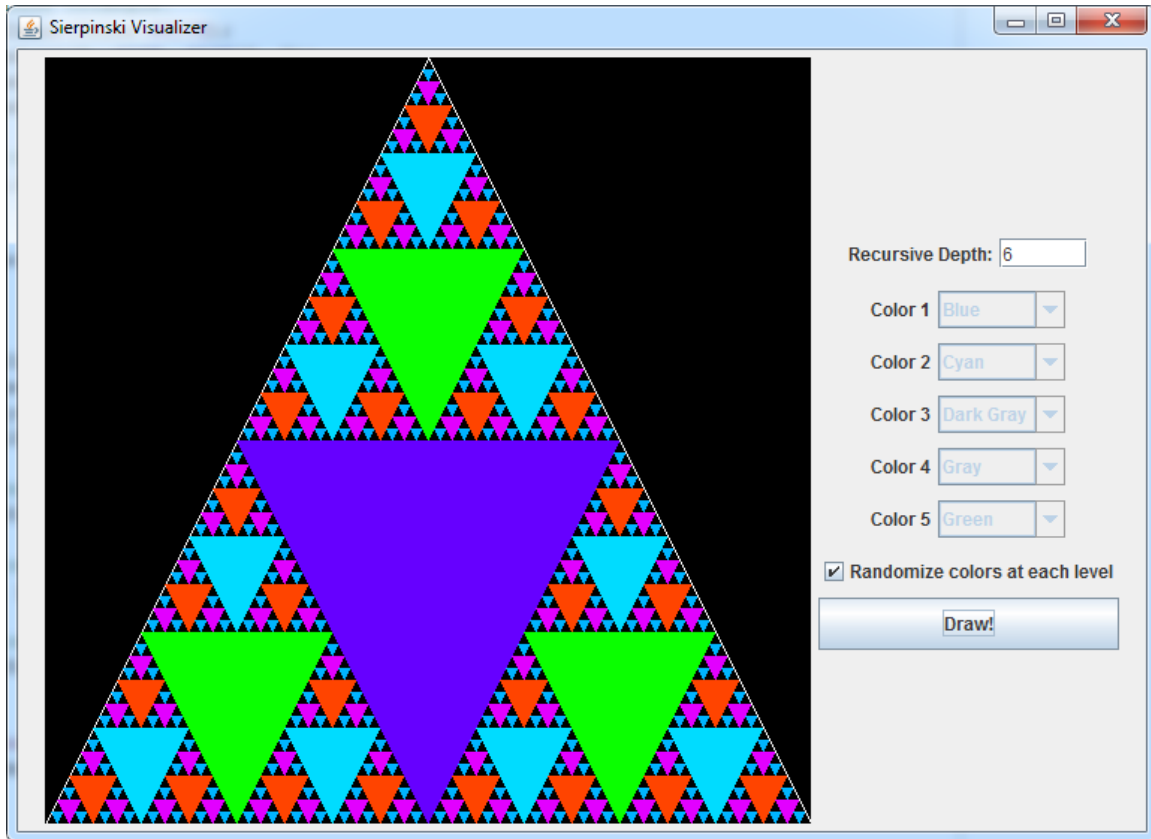 Sierpinski Visualizer
Recursive Depth: 6
Color 1 Blue
Color 2 Cyan
Color 3 Dark Gray
Color 4 Gray
Color 5 Green
Randomize colors at each level
Draw!